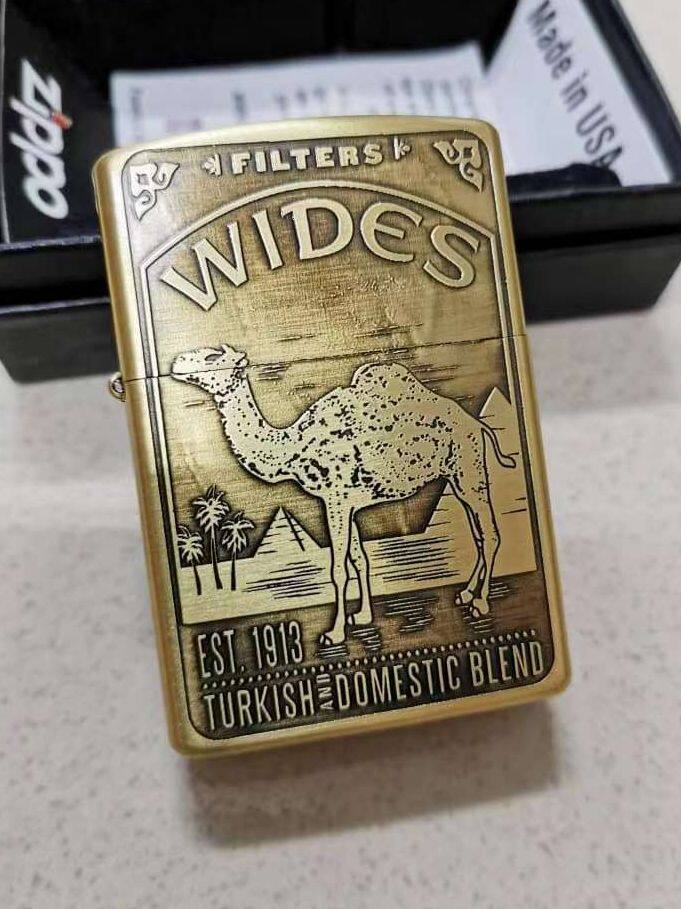 zippo
Made in USA
FILTERS
WIDES
EST. 1913
TURKISH AND DOMESTIC BLEND